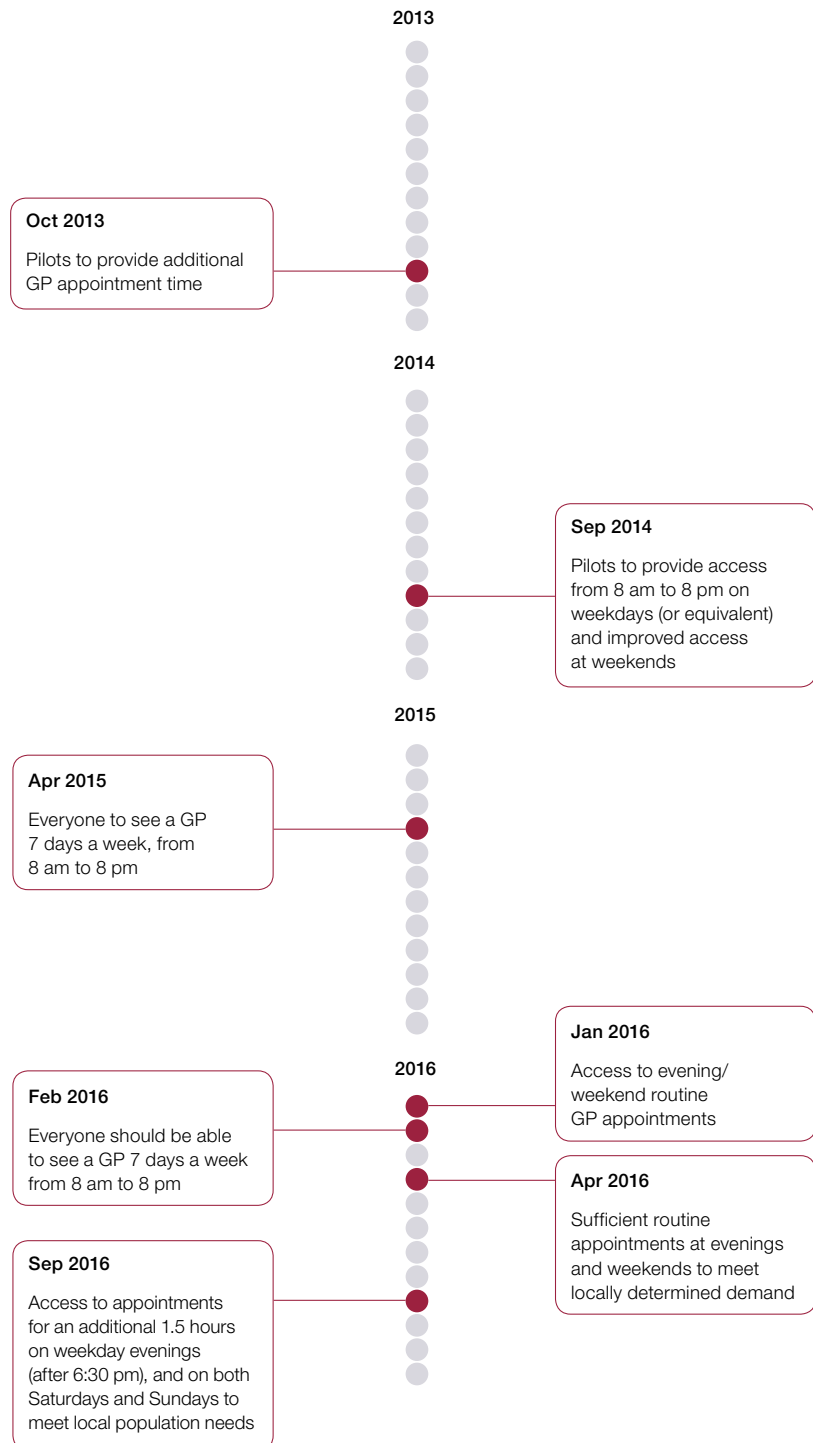 2013
Oct 2013
Pilots to provide additional
GP appointment time
2014
Sep 2014
Pilots to provide access
from 8 am to 8 pm on
weekdays (or equivalent)
and improved access
at weekends
2015
Apr 2015
Everyone to see a GP
7 days a week, from
8 am to 8 pm
2016
Jan 2016
Access to evening/
weekend routine
GP appointments
Feb 2016
Everyone should be able
to see a GP 7 days a week
from 8 am to 8 pm
Apr 2016
Sufficient routine
appointments at evenings
and weekends to meet
locally determined demand
Sep 2016
Access to appointments
for an additional 1.5 hours
on weekday evenings
(after 6:30 pm), and on both
Saturdays and Sundays to
meet local population needs